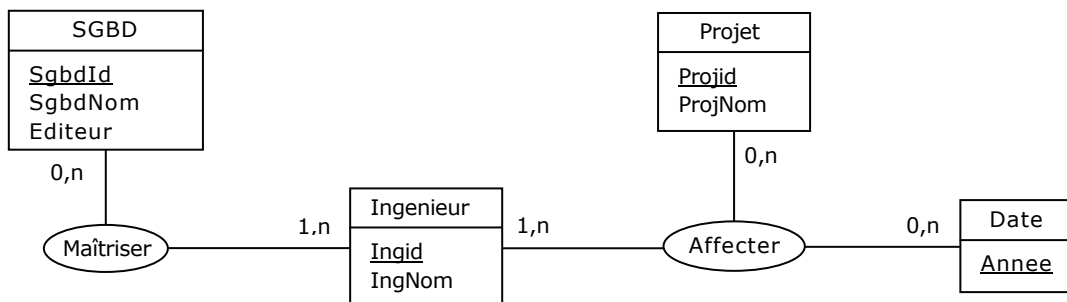 SGBD
SgbdId
SgbdNom
Editeur
Projet
Projid
ProjNom
0,n
0,n
Maîtriser
1,n
Ingenieur
Ingid
IngNom
1,n
Affecter
0,n
Date
Annee